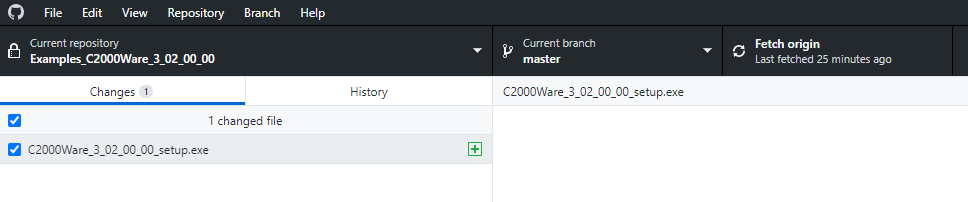 File Edit View Repository Branch Help
Current repository
Examples_C2000Ware_3_02_00_00
Current branch
master
Fetch origin
Last fetched 25 minutes ago
Changes 1
History
1 changed file
C2000Ware_3_02_00_00_setup.exe
C2000Ware_3_02_00_00_setup.exe